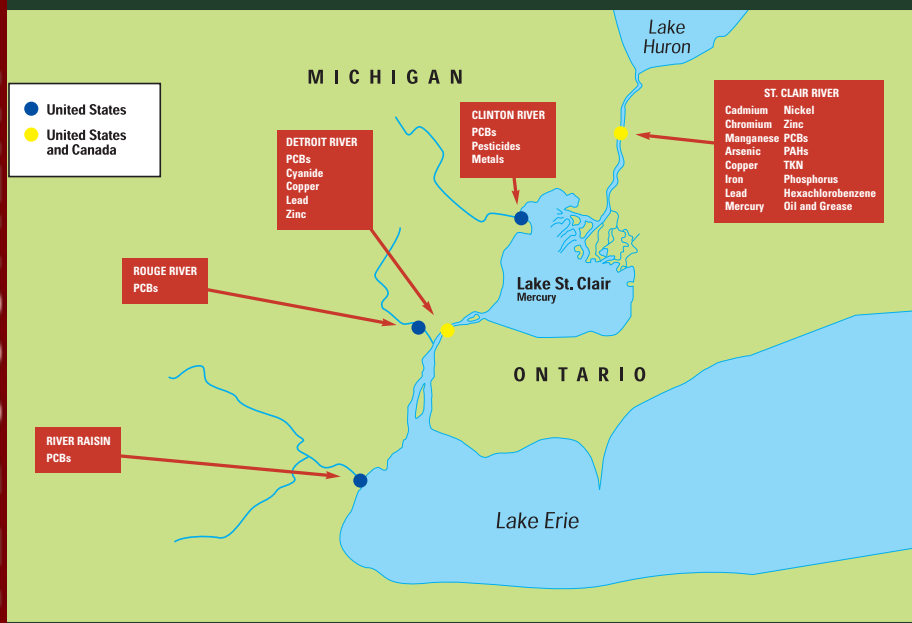 Lake
Huron
MICHIGAN
United States
United States
and Canada
ST. CLAIR RIVER
Cadmium Nickel
Chromium Zinc
Manganese PCBs
Arsenic PAHs
Copper TKN
Iron Phosphorus
Lead Hexachlorobenzene
Mercury Oil and Grease
CLINTON RIVER
PCBs
Pesticides
Metals
DETROIT RIVER
PCBs
Cyanide
Copper
Lead
Zinc
ROUGE RIVER
PCBs
Lake St. Clair
Mercury
ONTARIO
RIVER RAISIN
PCBs
Lake Erie